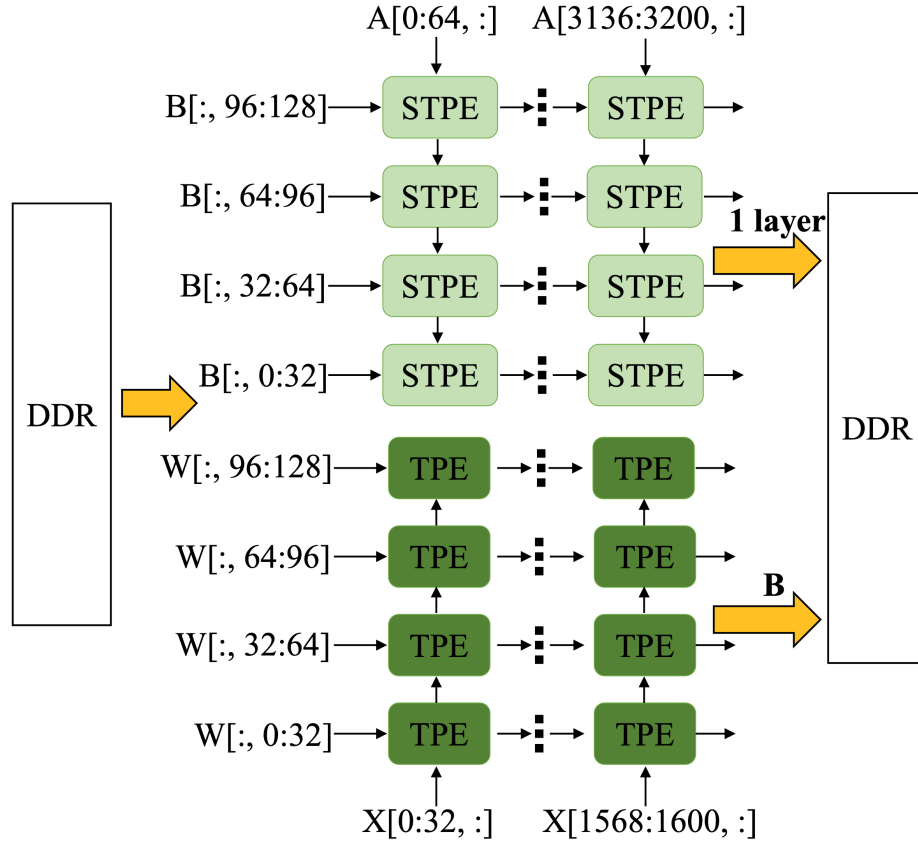 A[0:64, :] A[3136:3200, :]
B[:, 96:128] STPE STPE
B[:, 64:96] STPE STPE
1 layer
B[:, 32:64] STPE STPE
B[:, 0:32] STPE STPE
DDR DDR
W[:, 96:128] TPE TPE
W[:, 64:96] TPE TPE
B
W[:, 32:64] TPE TPE
W[:, 0:32] TPE TPE
X[0:32, :] X[1568:1600, :]